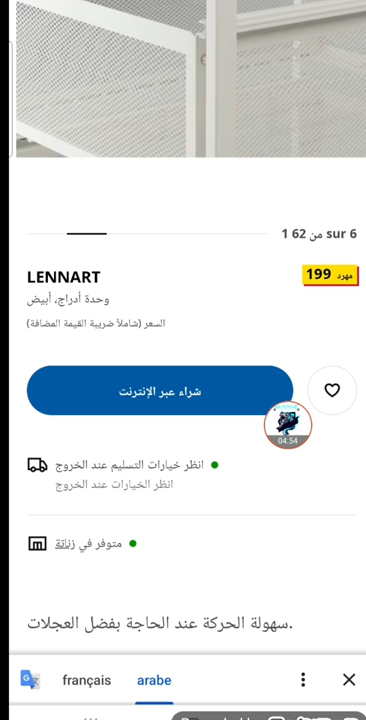 1 من 62 sur 6
LENNART
199 مهرد
وحدة أدراج، أبيض
السعر (شاملاً ضريبة القيمة المضافة)
شراء عبر الإنترنت
04:54
انظر خيارات التسليم عند الخروج
انظر الخيارات عند الخروج
متوفر في زناتة
سهولة الحركة عند الحاجة بفضل العجلات.
français
arabe